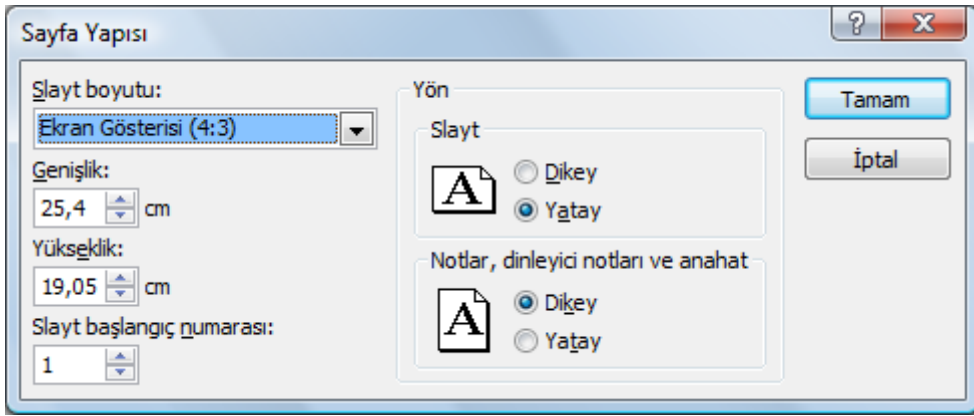 Sayfa Yapısı
Slayt boyutu:
Ekran Gösterisi (4:3)
Genişlik:
25,4 cm
Yükseklik:
19,05 cm
Slayt başlangıç numarası:
1
Yön
Slayt
A
Dikey
Yatay
Notlar, dinleyici notları ve anahat
A
Dikey
Yatay
Tamam
İptal